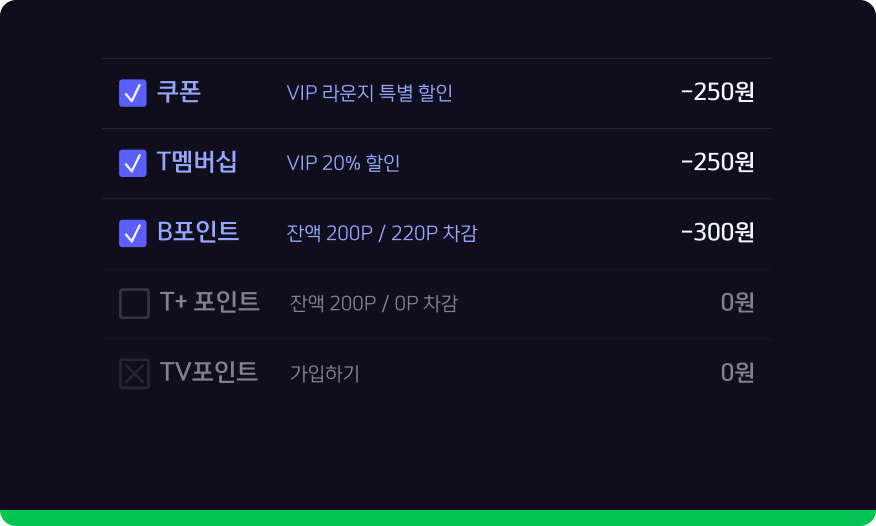 쿠폰 VIP 라운지 특별 할인 -250원
T멤버십 VIP 20% 할인 -250원
B포인트 잔액 200P / 220P 차감 -300원
T+ 포인트 잔액 200P / 0P 차감 0원
TV포인트 가입하기 0원